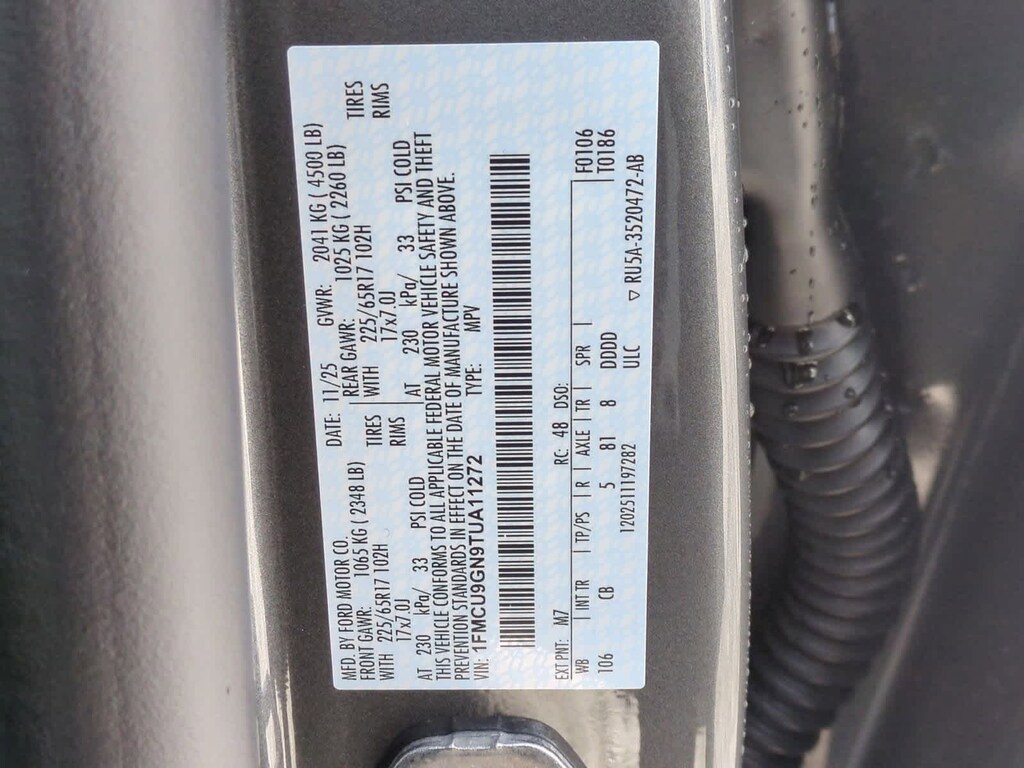 MFD. BY FORD MOTOR CO. DATE: 11/25 GVWR: 2041 KG ( 4500 LB)
FRONT GAWR: 1065 KG ( 2348 LB) REAR GAWR: 1025 KG ( 2260 LB)
WITH 225/65R17 102H TIRES WITH 225/65R17 102H TIRES
17x7.0J RIMS 17x7.0J RIMS
AT 230 kPa/ 33 PSI COLD AT 230 kPa/ 33 PSI COLD
THIS VEHICLE CONFORMS TO ALL APPLICABLE FEDERAL MOTOR VEHICLE SAFETY AND THEFT
PREVENTION STANDARDS IN EFFECT ON THE DATE OF MANUFACTURE SHOWN ABOVE.
VIN: 1FMCU9GN9TUA11272 TYPE: MPV
EXT PNT: M7 RC: 48 DSO: F0106
WB | INT TR | TP/PS | R | AXLE | TR | SPR | T0186
106 CB 5 81 8 DDDD
ULC
1202511197282 ▽ RU5A-3520472-AB